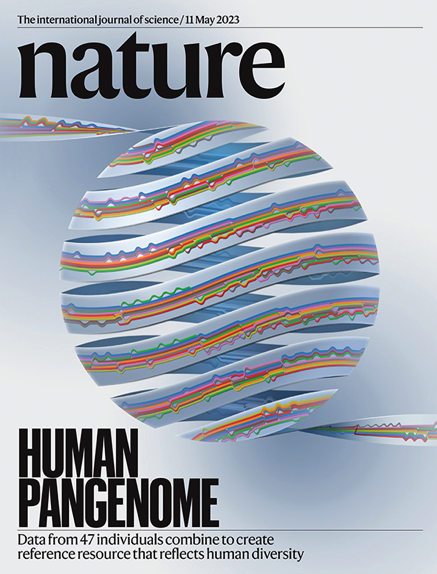 The international journal of science / 11 May 2023
nature
HUMAN
PANGENOME
Data from 47 individuals combine to create
reference resource that reflects human diversity